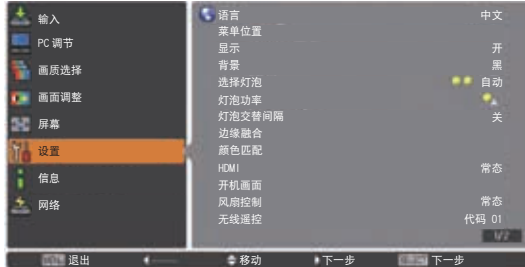 输入
PC 调节
画质选择
画面调整
屏幕
设置
信息
网络
语言 中文
菜单位置
显示 开
背景 黑
选择灯泡 自动
灯泡功率
灯泡交替间隔 关
边缘融合
颜色匹配
HDMI 常态
开机画面
风扇控制 常态
无线遥控 代码 01
1/2
MENU 退出 移动 下一步 SELECT 下一步